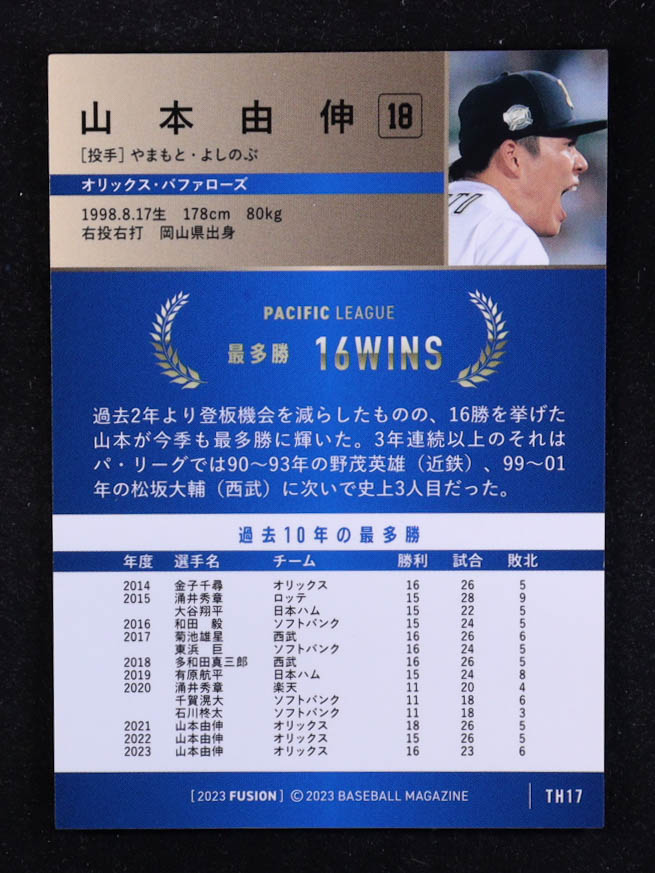 山本由伸 18
[投手]やまもと・よしのぶ
オリックス・バファローズ
1998.8.17生 178cm 80kg
右投右打 岡山県出身
PACIFIC LEAGUE
最多勝 16WINS
過去2年より登板機会を減らしたものの、16勝を挙げた
山本が今季も最多勝に輝いた。3年連続以上のそれは
パ・リーグでは90〜93年の野茂英雄（近鉄）、99〜01
年の松坂大輔（西武）に次いで史上3人目だった。
過去10年の最多勝
年度 選手名 チーム 勝利 試合 敗北
2014 金子千尋 オリックス 16 26 5
2015 涌井秀章 ロッテ 15 28 9
大谷翔平 日本ハム 15 22 5
2016 和田 毅 ソフトバンク 15 24 5
2017 菊池雄星 西武 16 26 6
東浜 巨 ソフトバンク 16 24 5
2018 多和田真三郎 西武 16 26 5
2019 有原航平 日本ハム 15 24 8
2020 涌井秀章 楽天 11 20 4
千賀滉大 ソフトバンク 11 18 6
石川柊太 ソフトバンク 11 18 3
2021 山本由伸 オリックス 18 26 5
2022 山本由伸 オリックス 15 26 5
2023 山本由伸 オリックス 16 23 6
[2023 FUSION] ©2023 BASEBALL MAGAZINE
TH17